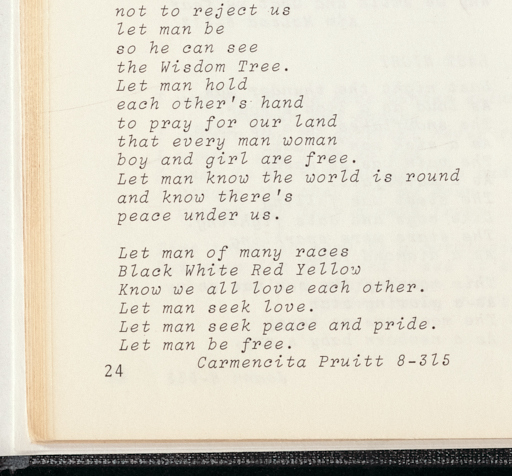 not to reject us
let man be
so he can see
the Wisdom Tree.
Let man hold
each other's hand
to pray for our land
that every man woman
boy and girl are free.
Let man know the world is round
and know there's
peace under us.
Let man of many races
Black White Red Yellow
Know we all love each other.
Let man seek love.
Let man seek peace and pride.
Let man be free.
Carmencita Pruitt 8-315
24